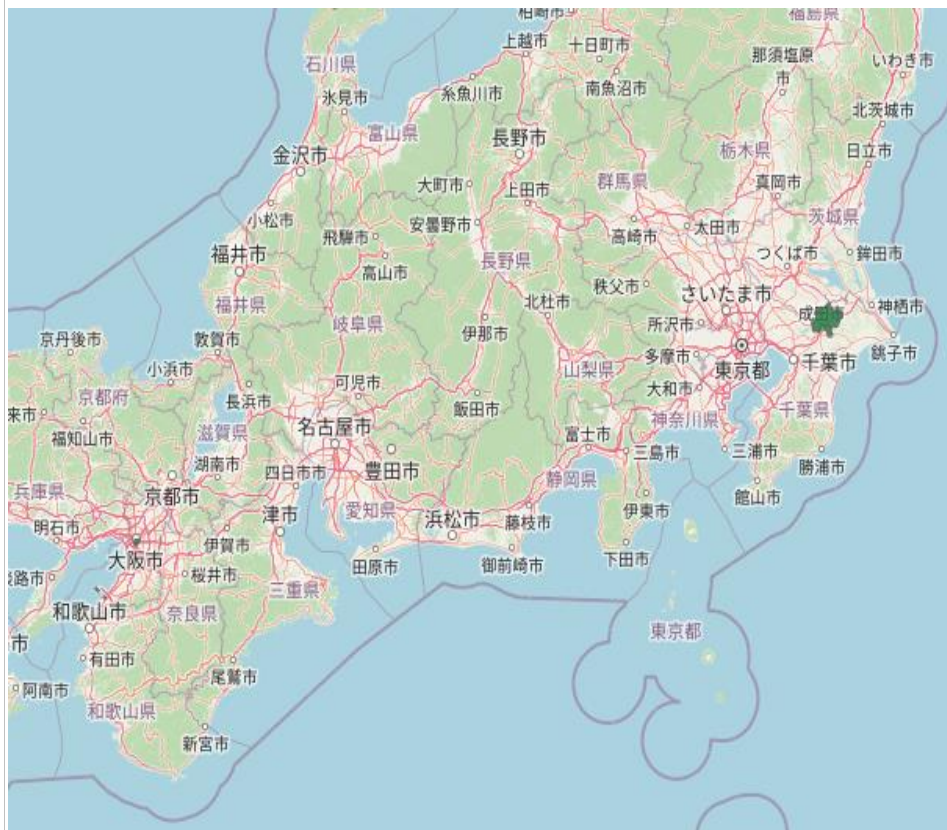 柏崎市
福島県
上越市
十日町市
那須塩原
市
いわき市
石川県
糸魚川市
南魚沼市
氷見市
北茨城市
富山県
長野市
栃木県
日立市
金沢市
大町市
上田市
群馬県
真岡市
小松市
安曇野市
飛騨市
高崎市
太田市
茨城県
福井市
高山市
長野県
つくば市
鉾田市
秩父市
さいたま市
福井県
北杜市
神栖市
岐阜県
伊那市
所沢市
成田市
京丹後市
敦賀市
銚子市
小浜市
多摩市
東京都
千葉市
山梨県
可児市
大和市
京都府
長浜市
飯田市
神奈川県
千葉県
来市
福知山市
滋賀県
名古屋市
富士市
三島市
三浦市
勝浦市
湖南市
四日市市
豊田市
静岡県
兵庫県
京都市
館山市
津市
愛知県
浜松市
藤枝市
伊東市
明石市
伊賀市
大阪市
田原市
御前崎市
下田市
路市
桜井市
三重県
和歌山市
奈良県
東京都
市
有田市
尾鷲市
阿南市
和歌山県
新宮市